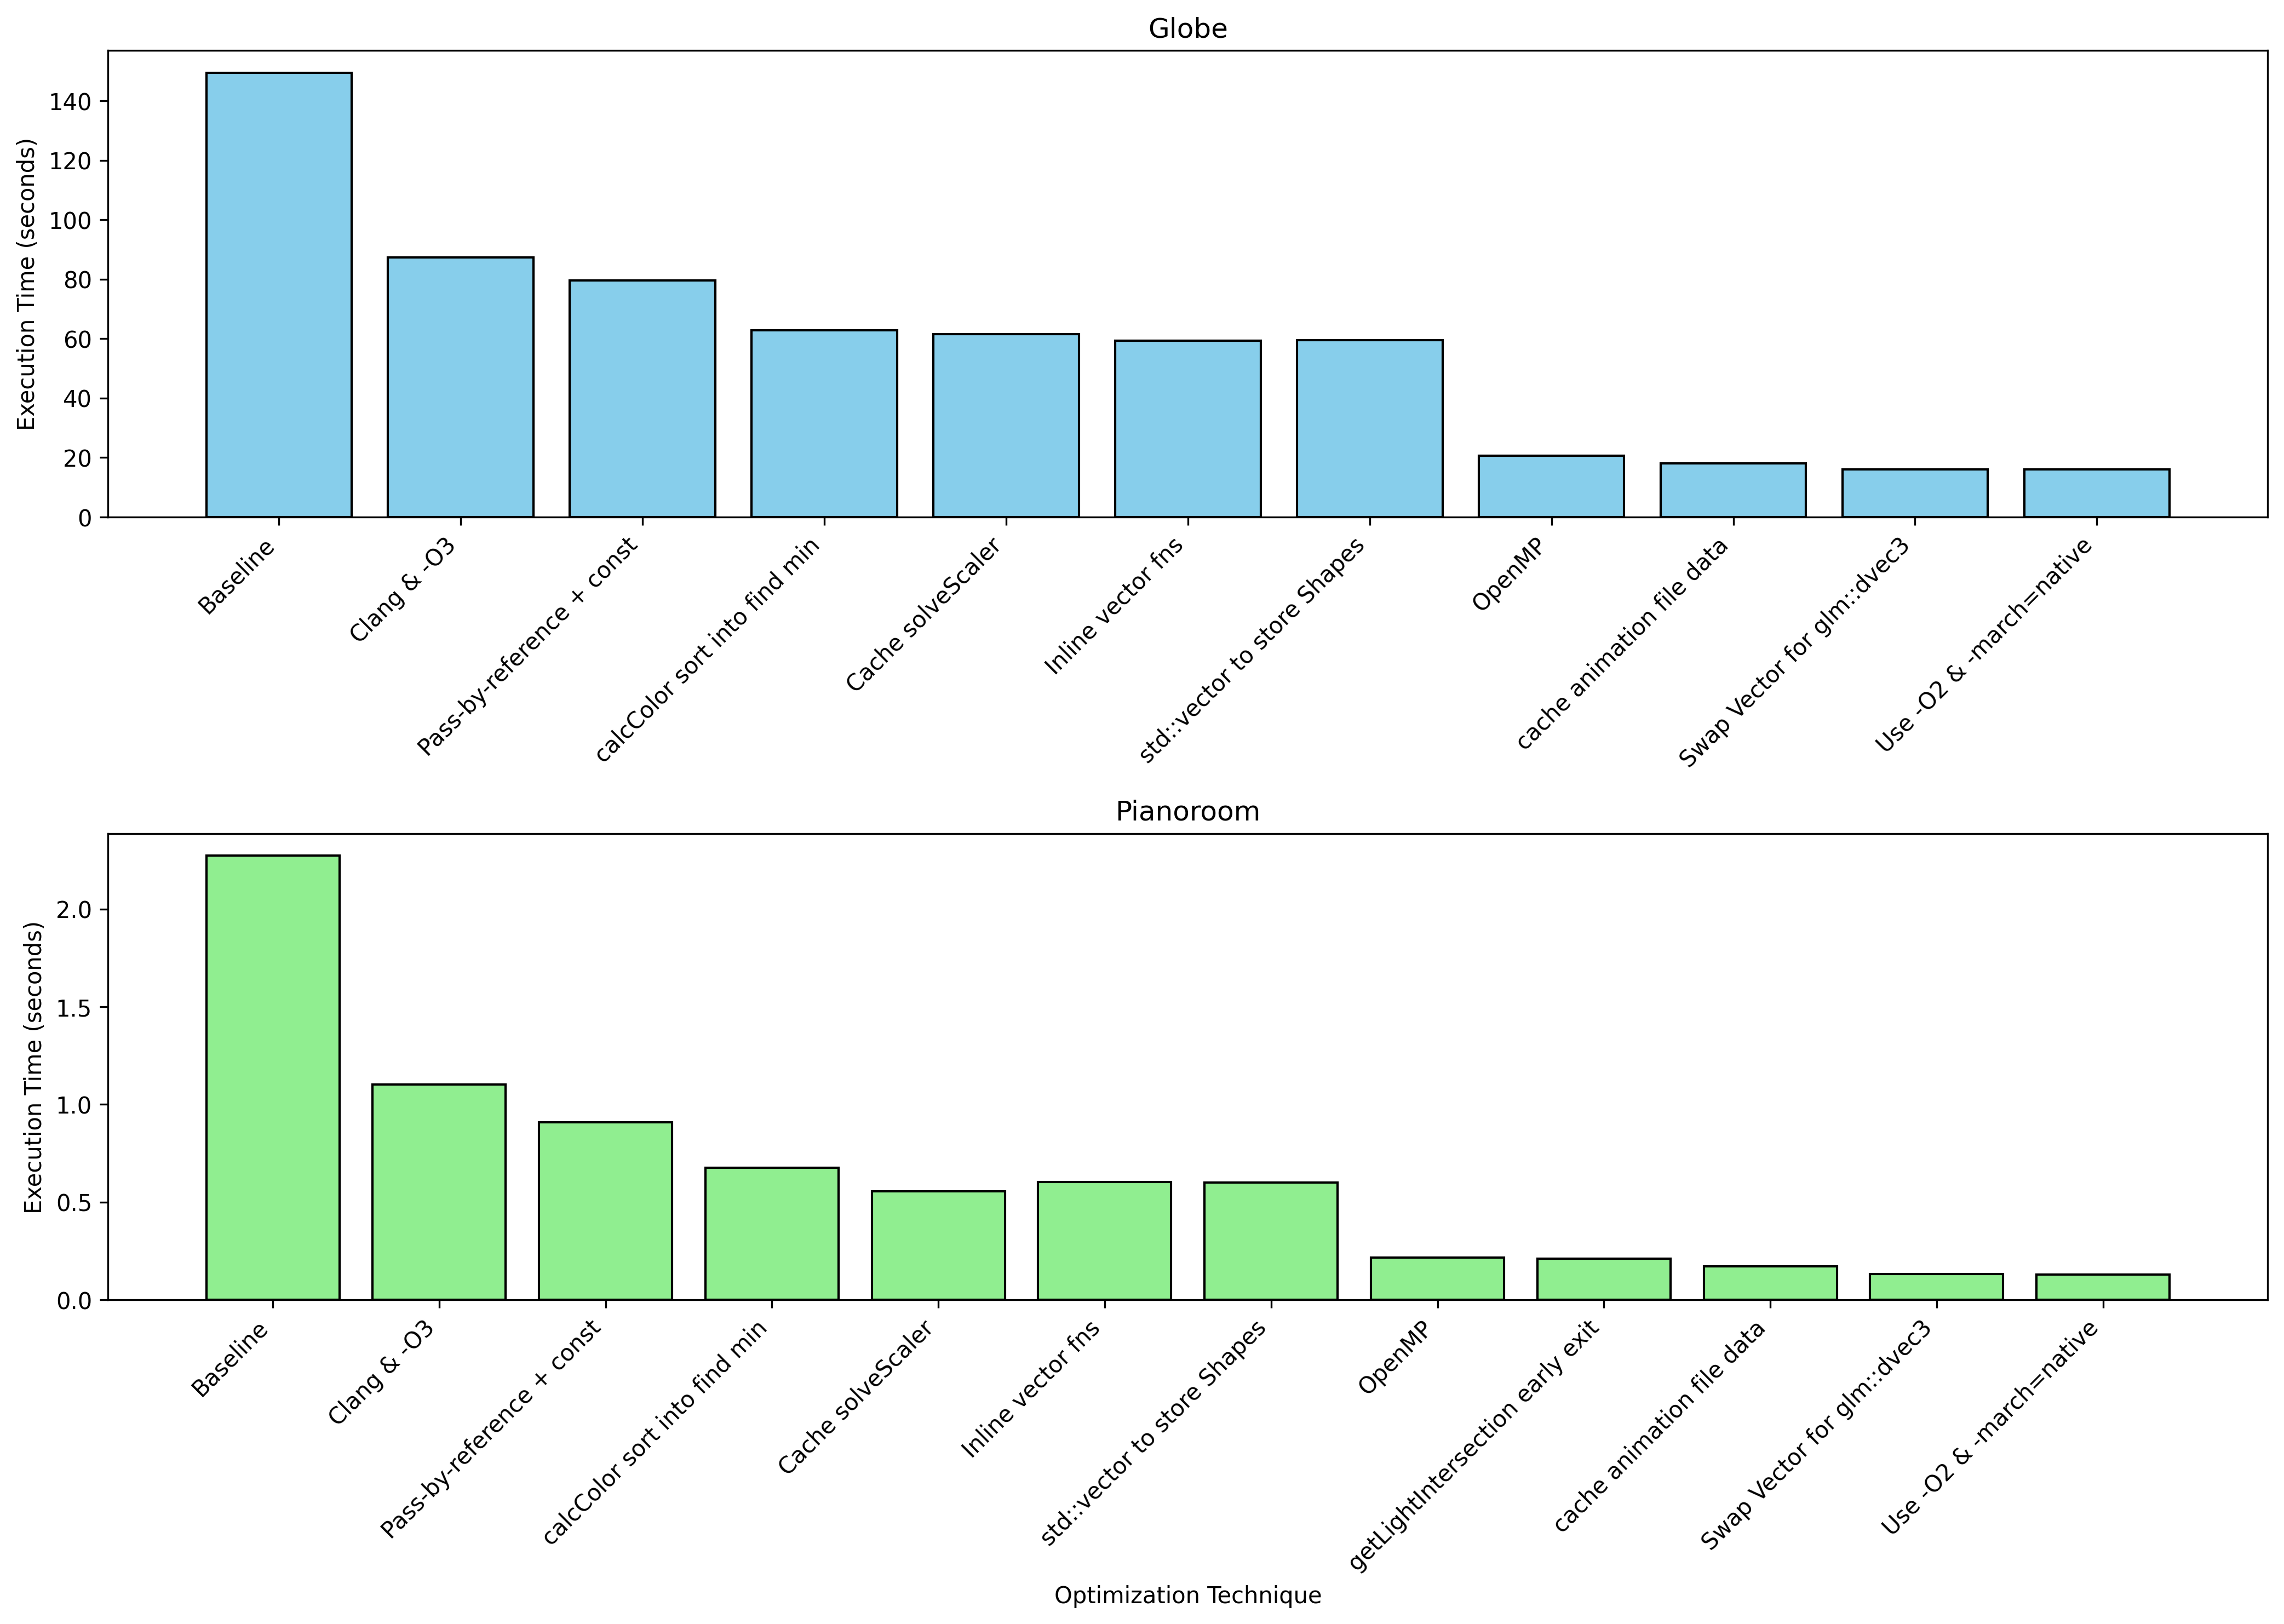 Globe
Execution Time (seconds)
140
120
100
80
60
40
20
0
Baseline
Clang & -O3
Pass-by-reference + const
calcColor sort into find min
Cache solveScaler
Inline vector fns
std::vector to store Shapes
OpenMP
cache animation file data
Swap Vector for glm::dvec3
Use -O2 & -march=native
Pianoroom
Execution Time (seconds)
2.0
1.5
1.0
0.5
0.0
Baseline
Clang & -O3
Pass-by-reference + const
calcColor sort into find min
Cache solveScaler
Inline vector fns
std::vector to store Shapes
OpenMP
getLightIntersection early exit
cache animation file data
Swap Vector for glm::dvec3
Use -O2 & -march=native
Optimization Technique